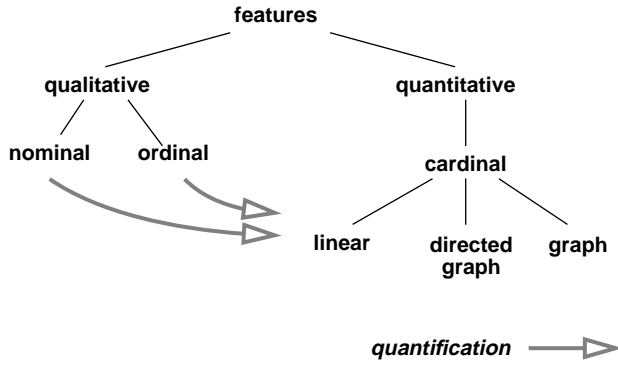 features
qualitative quantitative
nominal ordinal
cardinal
linear directed graph
graph
quantification